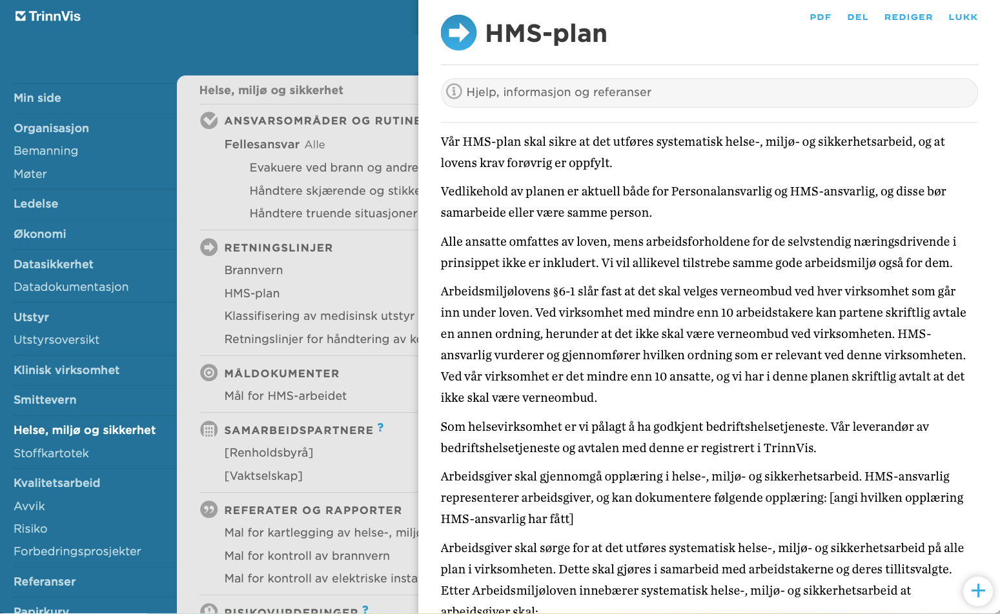 TrinnVis
Min side
Organisasjon
Bemanning
Møter
Ledelse
Økonomi
Datasikkerhet
Datadokumentasjon
Utstyr
Utstyrsoversikt
Klinisk virksomhet
Smittevern
Helse, miljø og sikkerhet
Stoffkartotek
Kvalitetsarbeid
Avvik
Risiko
Forbedringsprosjekter
Referanser
Papirkurv
Helse, miljø og sikkerhet
ANSVARSOMRÅDER OG RUTINE
Fellesansvar Alle
Evakuere ved brann og andre
Håndtere skjærende og stikke
Håndtere truende situasjoner
RETNINGSLINJER
Brannvern
HMS-plan
Klassifisering av medisinsk utstyr
Retningslinjer for håndtering av ko
MÅLDOKUMENTER
Mål for HMS-arbeidet
SAMARBEIDSPARTNERE ?
[Renholdsbyrå]
[Vaktselskap]
REFERATER OG RAPPORTER
Mal for kartlegging av helse-, miljø
Mal for kontroll av brannvern
Mal for kontroll av elektriske insta
RISIKOVURDERINGER ?
PDF DEL REDIGER LUKK
HMS-plan
Hjelp, informasjon og referanser
Vår HMS-plan skal sikre at det utføres systematisk helse-, miljø- og sikkerhetsarbeid, og at
lovens krav forøvrig er oppfylt.
Vedlikehold av planen er aktuell både for Personalansvarlig og HMS-ansvarlig, og disse bør
samarbeide eller være samme person.
Alle ansatte omfattes av loven, mens arbeidsforholdene for de selvstendig næringsdrivende i
prinsippet ikke er inkludert. Vi vil allikevel tilstrebe samme gode arbeidsmiljø også for dem.
Arbeidsmiljølovens §6-1 slår fast at det skal velges verneombud ved hver virksomhet som går
inn under loven. Ved virksomhet med mindre enn 10 arbeidstakere kan partene skriftlig avtale
en annen ordning, herunder at det ikke skal være verneombud ved virksomheten. HMS-
ansvarlig vurderer og gjennomfører hvilken ordning som er relevant ved denne virksomheten.
Ved vår virksomhet er det mindre enn 10 ansatte, og vi har i denne planen skriftlig avtalt at det
ikke skal være verneombud.
Som helsevirksomhet er vi pålagt å ha godkjent bedriftshelsetjeneste. Vår leverandør av
bedriftshelsetjeneste og avtalen med denne er registrert i TrinnVis.
Arbeidsgiver skal gjennomgå opplæring i helse-, miljø- og sikkerhetsarbeid. HMS-ansvarlig
representerer arbeidsgiver, og kan dokumentere følgende opplæring: [angi hvilken opplæring
HMS-ansvarlig har fått]
Arbeidsgiver skal sørge for at det utføres systematisk helse-, miljø- og sikkerhetsarbeid på alle
plan i virksomheten. Dette skal gjøres i samarbeid med arbeidstakerne og deres tillitsvalgte.
Etter Arbeidsmiljøloven innebærer systematisk helse-, miljø- og sikkerhetsarbeid at
arbeidsgiver skal: